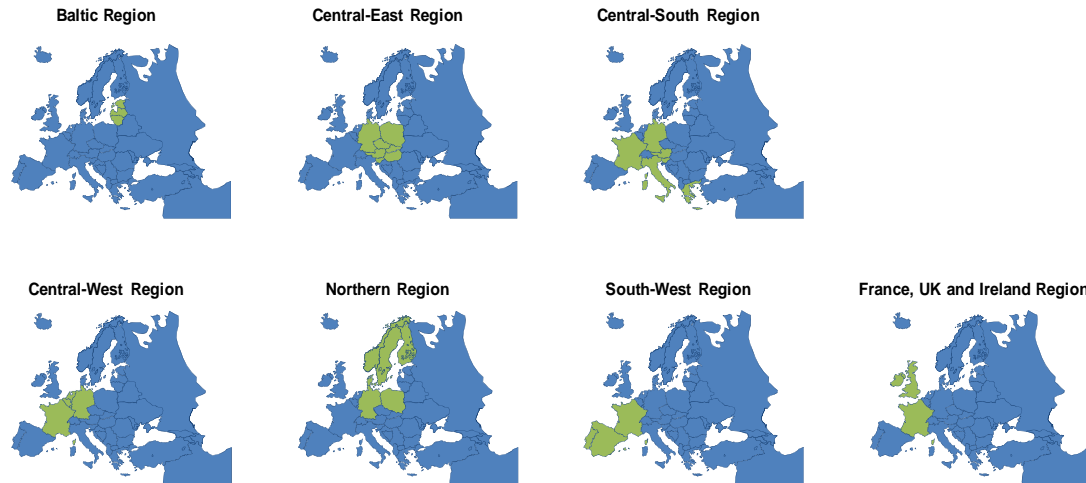 Baltic Region
Central-East Region
Central-South Region
Central-West Region
Northern Region
South-West Region
France, UK and Ireland Region